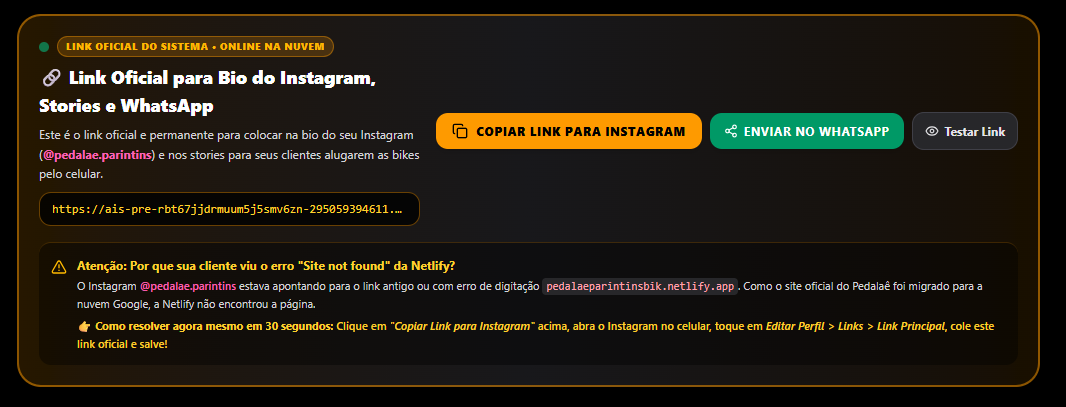 LINK OFICIAL DO SISTEMA • ONLINE NA NUVEM
🔗 Link Oficial para Bio do Instagram,
Stories e WhatsApp
Este é o link oficial e permanente para colocar na bio do seu Instagram
(@pedalae.parintins) e nos stories para seus clientes alugarem as bikes
pelo celular.
https://ais-pre-rbt67jjdrmuum5j5smv6zn-295059394611.…
COPIAR LINK PARA INSTAGRAM
ENVIAR NO WHATSAPP
Testar Link
Atenção: Por que sua cliente viu o erro "Site not found" da Netlify?
O Instagram @pedalae.parintins estava apontando para o link antigo ou com erro de digitação pedalaeparintinsbik.netlify.app. Como o site oficial do Pedalaê foi migrado para a
nuvem Google, a Netlify não encontrou a página.
👉 Como resolver agora mesmo em 30 segundos: Clique em "Copiar Link para Instagram" acima, abra o Instagram no celular, toque em Editar Perfil > Links > Link Principal, cole este
link oficial e salve!